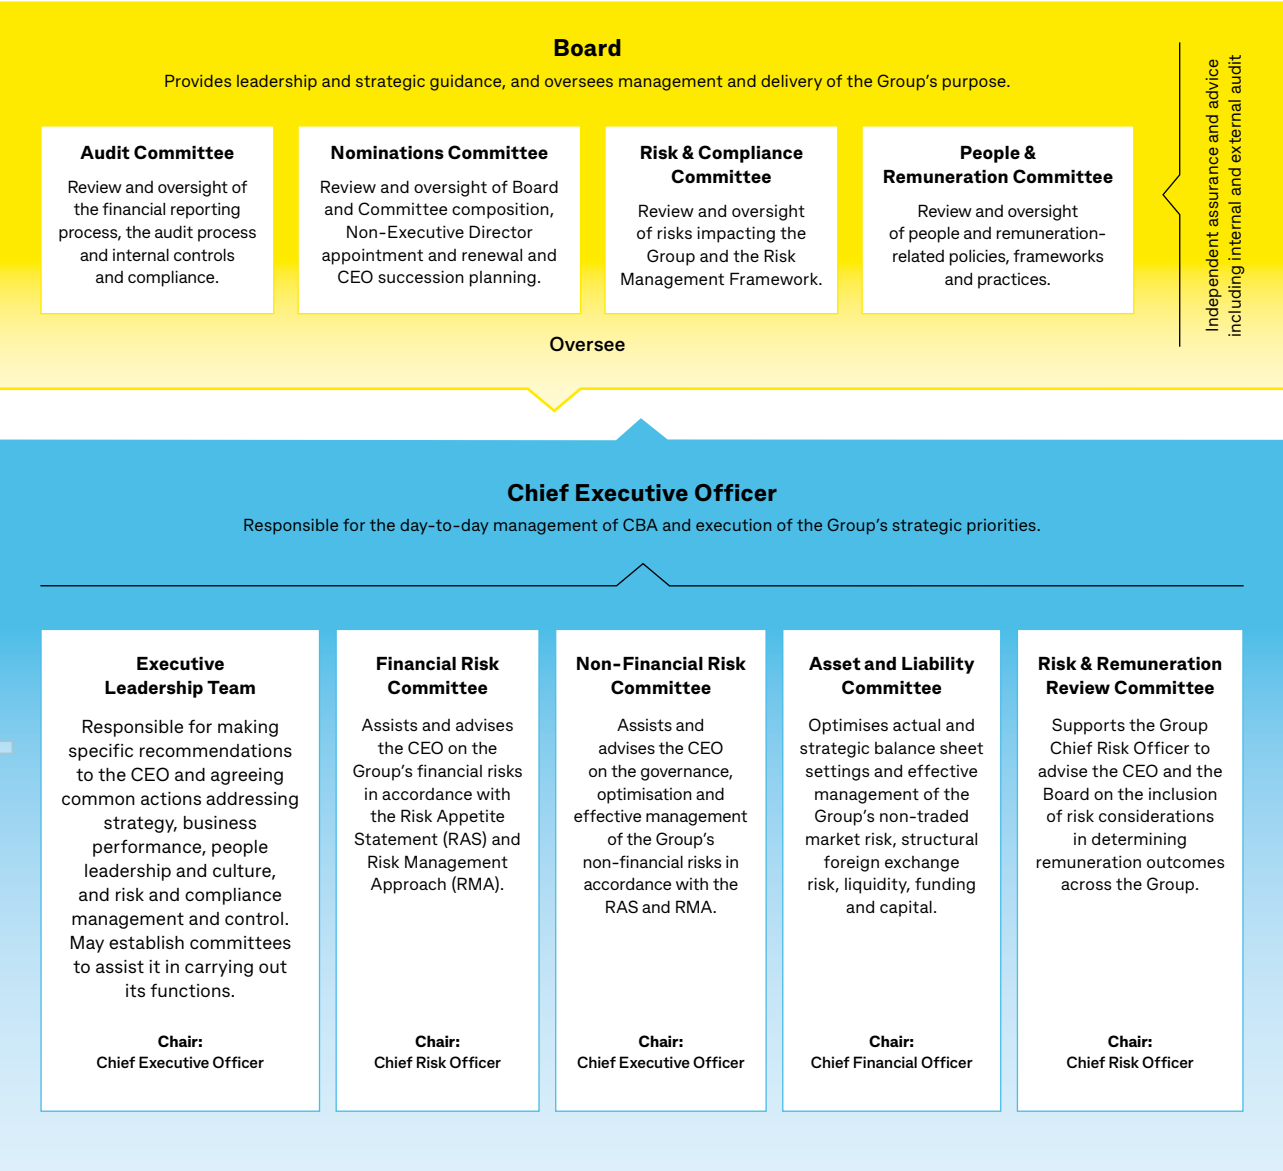 Board
Provides leadership and strategic guidance, and oversees management and delivery of the Group's purpose.
Audit Committee
Review and oversight of
the financial reporting
process, the audit process
and internal controls
and compliance.
Nominations Committee
Review and oversight of Board
and Committee composition,
Non-Executive Director
appointment and renewal and
CEO succession planning.
Risk & Compliance
Committee
Review and oversight
of risks impacting the
Group and the Risk
Management Framework.
People &
Remuneration Committee
Review and oversight
of people and remuneration-
related policies, frameworks
and practices.
Independent assurance and advice
including internal and external audit
Oversee
Chief Executive Officer
Responsible for the day-to-day management of CBA and execution of the Group's strategic priorities.
Executive
Leadership Team
Responsible for making
specific recommendations
to the CEO and agreeing
common actions addressing
strategy, business
performance, people
leadership and culture,
and risk and compliance
management and control.
May establish committees
to assist it in carrying out
its functions.
Chair:
Chief Executive Officer
Financial Risk
Committee
Assists and advises
the CEO on the
Group's financial risks
in accordance with
the Risk Appetite
Statement (RAS) and
Risk Management
Approach (RMA).
Chair:
Chief Risk Officer
Non-Financial Risk
Committee
Assists and
advises the CEO
on the governance,
optimisation and
effective management
of the Group's
non-financial risks in
accordance with the
RAS and RMA.
Chair:
Chief Executive Officer
Asset and Liability
Committee
Optimises actual and
strategic balance sheet
settings and effective
management of the
Group's non-traded
market risk, structural
foreign exchange
risk, liquidity, funding
and capital.
Chair:
Chief Financial Officer
Risk & Remuneration
Review Committee
Supports the Group
Chief Risk Officer to
advise the CEO and the
Board on the inclusion
of risk considerations
in determining
remuneration outcomes
across the Group.
Chair:
Chief Risk Officer